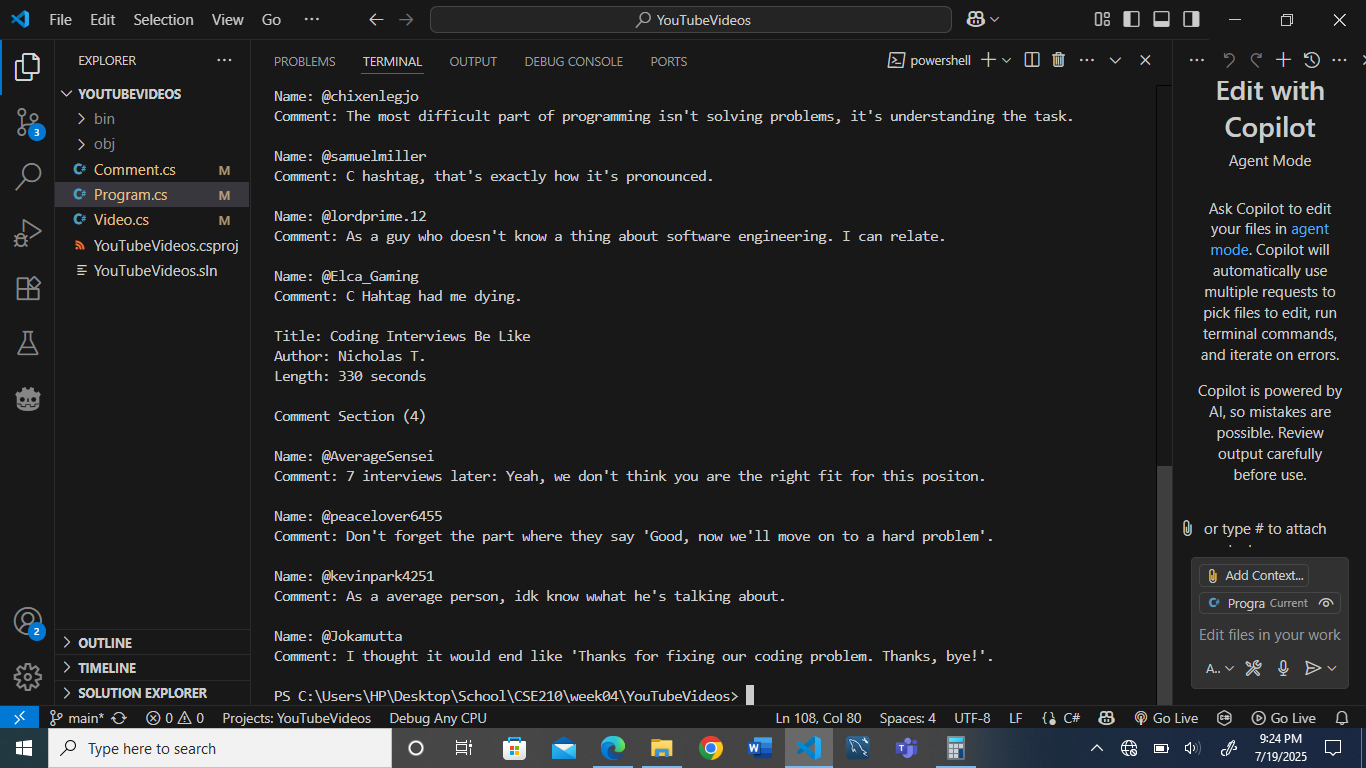 File Edit Selection View Go ··· YouTubeVideos
EXPLORER ···
YOUTUBEVIDEOS
bin
obj
Comment.cs M
Program.cs M
Video.cs M
YouTubeVideos.csproj
YouTubeVideos.sln
OUTLINE
TIMELINE
SOLUTION EXPLORER
3
2
PROBLEMS TERMINAL OUTPUT DEBUG CONSOLE PORTS powershell
Name: @chixenlegjo
Comment: The most difficult part of programming isn't solving problems, it's understanding the task.
Name: @samuelmiller
Comment: C hashtag, that's exactly how it's pronounced.
Name: @lordprime.12
Comment: As a guy who doesn't know a thing about software engineering. I can relate.
Name: @Elca_Gaming
Comment: C Hahtag had me dying.
Title: Coding Interviews Be Like
Author: Nicholas T.
Length: 330 seconds
Comment Section (4)
Name: @AverageSensei
Comment: 7 interviews later: Yeah, we don't think you are the right fit for this positon.
Name: @peacelover6455
Comment: Don't forget the part where they say 'Good, now we'll move on to a hard problem'.
Name: @kevinpark4251
Comment: As a average person, idk know wwhat he's talking about.
Name: @Jokamutta
Comment: I thought it would end like 'Thanks for fixing our coding problem. Thanks, bye!'.
PS C:\Users\HP\Desktop\School\CSE210\week04\YouTubeVideos>
Edit with
Copilot
Agent Mode
Ask Copilot to edit
your files in agent
mode. Copilot will
automatically use
multiple requests to
pick files to edit, run
terminal commands,
and iterate on errors.
Copilot is powered by
AI, so mistakes are
possible. Review
output carefully
before use.
or type # to attach
Add Context...
Progra Current
Edit files in your work
A..
main* 0 0 Projects: YouTubeVideos Debug Any CPU Ln 108, Col 80 Spaces: 4 UTF-8 LF C# Go Live Go Live
Type here to search
9:24 PM
7/19/2025